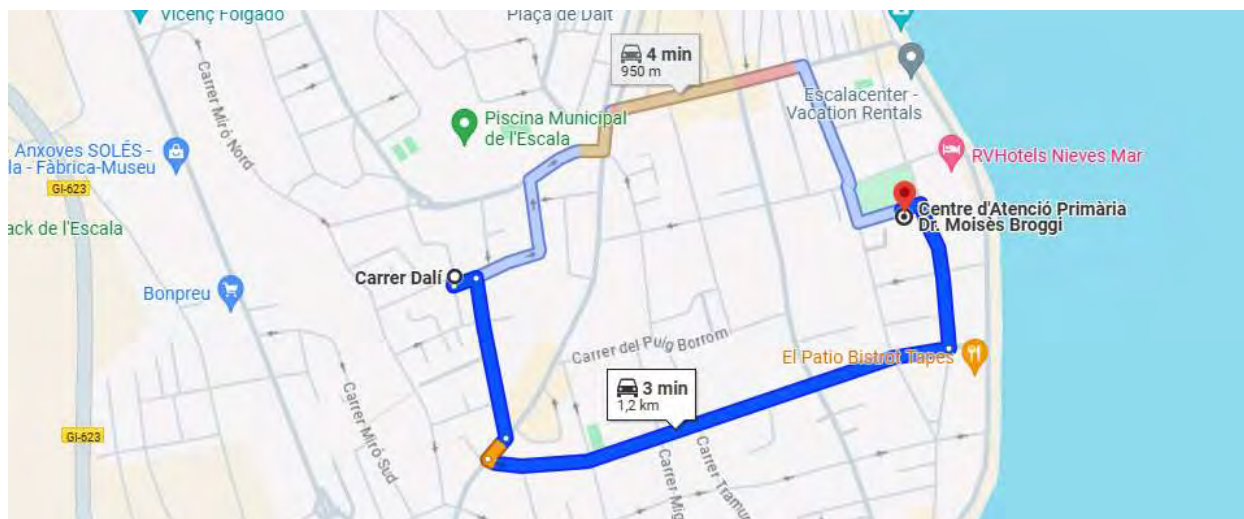 Vicenç Folgado
Plaça de Dalt
4 min
950 m
Carrer Miró Nord
Escalacenter -
Vacation Rentals
Piscina Municipal
de l'Escala
Anxoves SOLÉS -
la - Fàbrica-Museu
RVHotels Nieves Mar
GI-623
Centre d'Atenció Primària
Dr. Moisès Broggi
ack de l'Escala
Carrer Dalí
Bonpreu
Carrer del Puig Borrom
El Patio Bistrot Tapes
3 min
1,2 km
Carrer Miró Sud
GI-623
Carrer Mig
Carrer Tramu